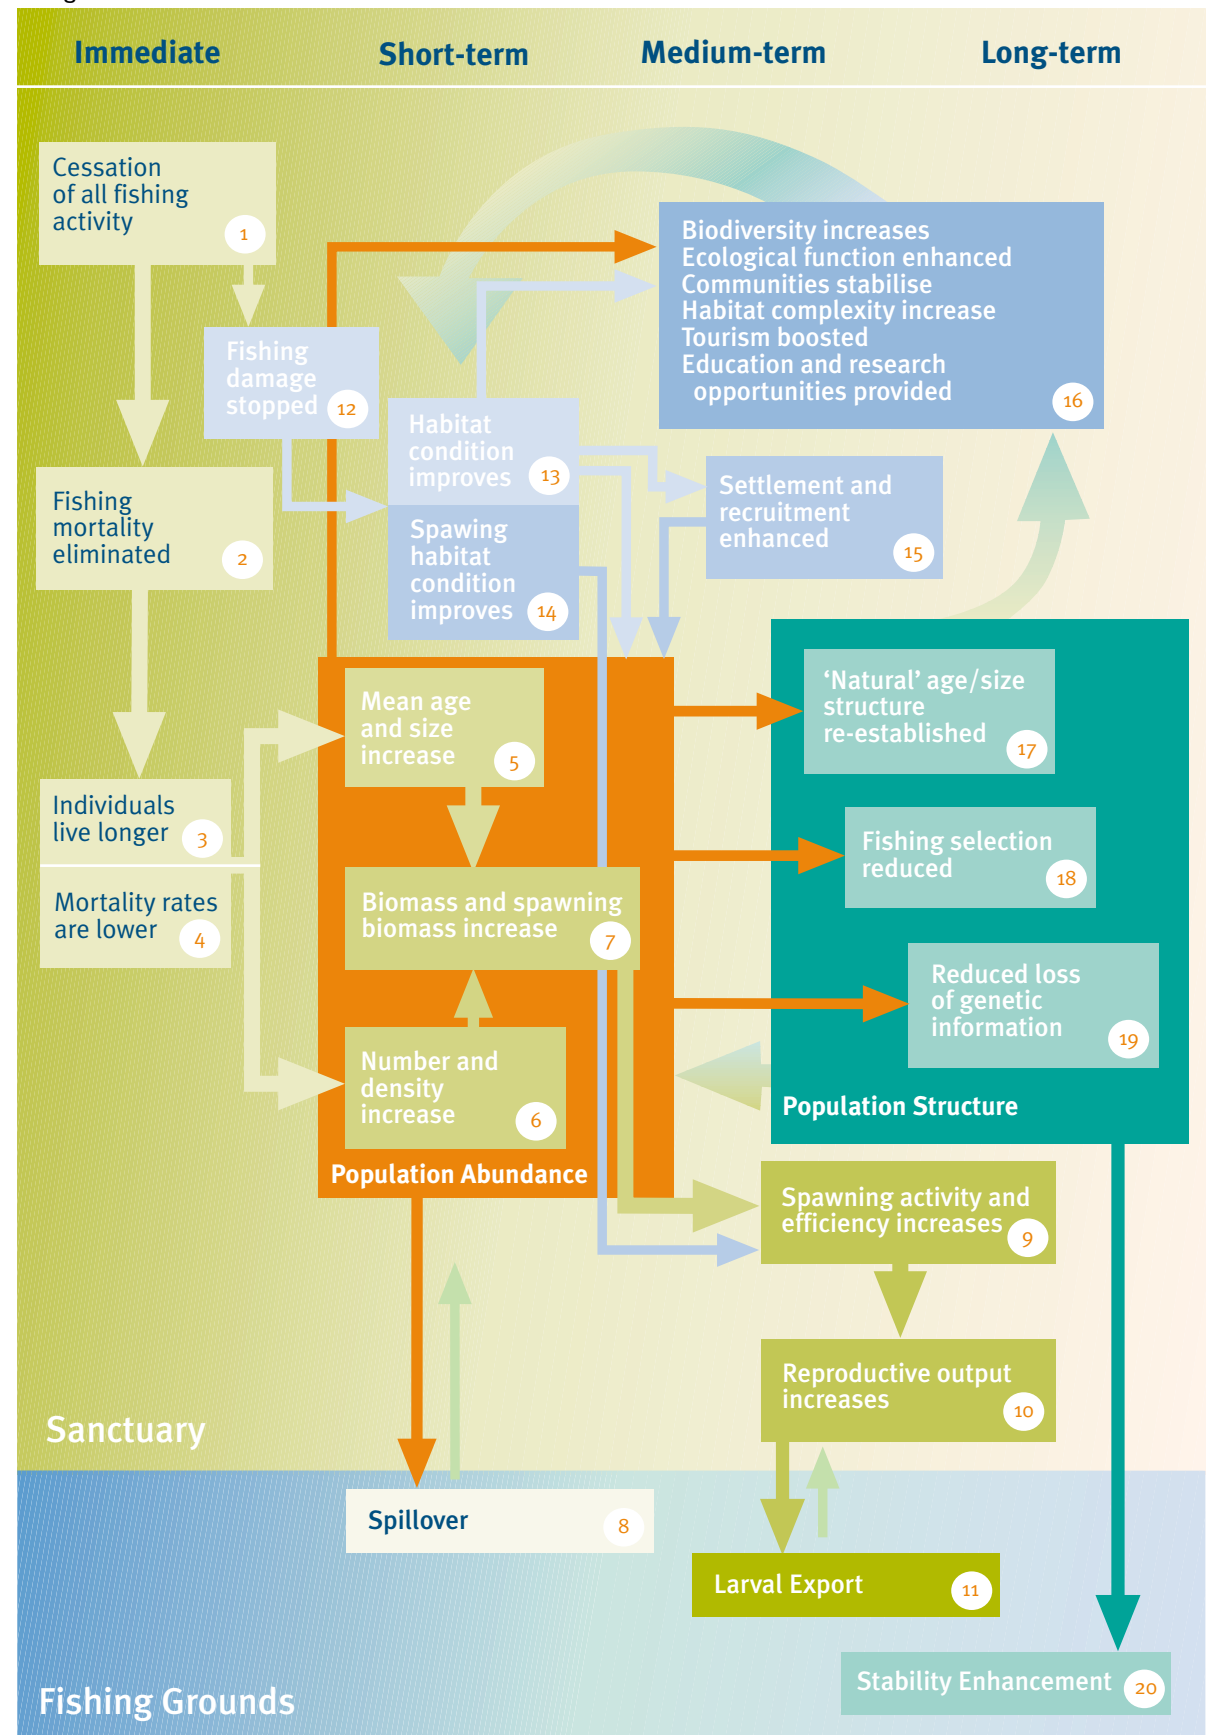 Immediate
Short-term
Medium-term
Long-term
Cessation
of all fishing
activity
1
Biodiversity increases
Ecological function enhanced
Communities stabilise
Habitat complexity increase
Tourism boosted
Education and research
opportunities provided
16
Fishing
damage
stopped
12
Habitat
condition
improves
13
Settlement and
recruitment
enhanced
15
Fishing
mortality
eliminated
2
Spawing
habitat
condition
improves
14
Mean age
and size
increase
5
'Natural' age/size
structure
re-established
17
Individuals
live longer
3
Mortality rates
are lower
4
Fishing selection
reduced
18
Biomass and spawning
biomass increase
7
Reduced loss
of genetic
information
19
Number and
density
increase
6
Population Structure
Population Abundance
Spawning activity and
efficiency increases
9
Reproductive output
increases
10
Sanctuary
Spillover
8
Larval Export
11
Stability Enhancement
20
Fishing Grounds